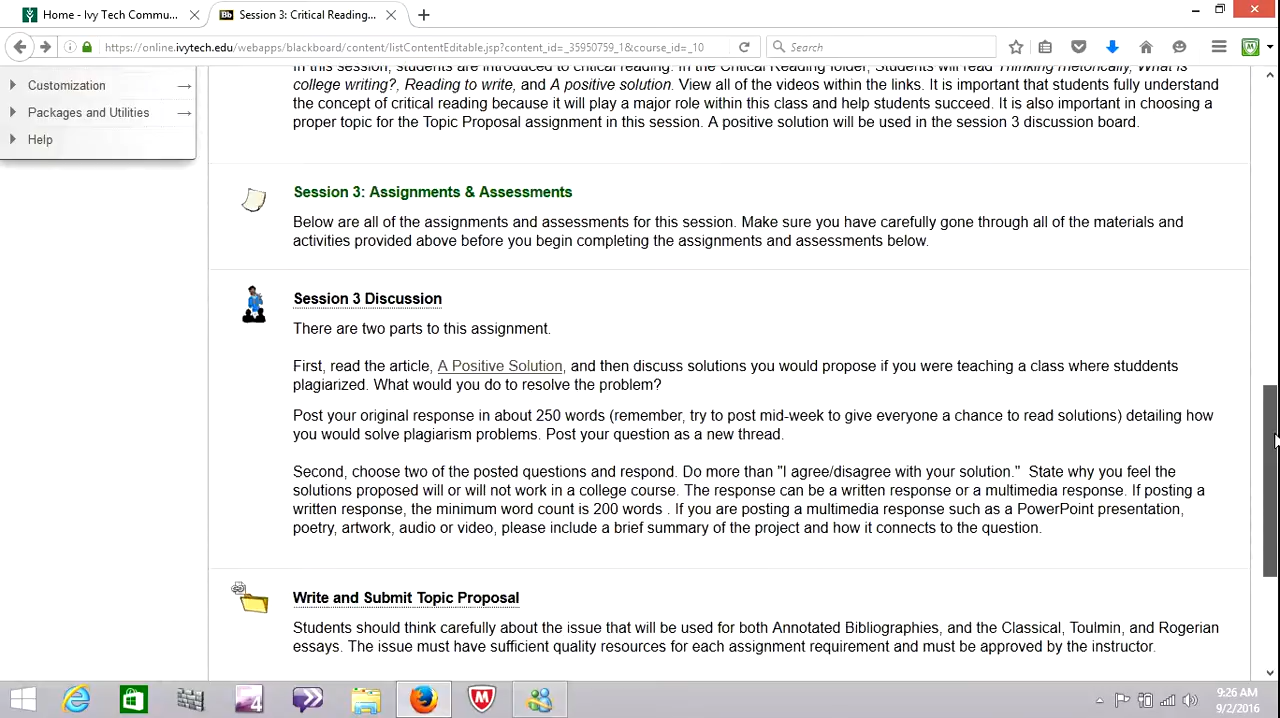 Home - Ivy Tech Commu...
Session 3: Critical Reading...
https://online.ivytech.edu/webapps/blackboard/content/listContentEditable.jsp?content_id=_35950759_1&course_id=_10
Search
Customization
Packages and Utilities
Help
In this session, students are introduced to critical reading. In the Critical Reading folder, Students will read Thinking rhetorically, What is
college writing?, Reading to write, and A positive solution. View all of the videos within the links. It is important that students fully understand
the concept of critical reading because it will play a major role within this class and help students succeed. It is also important in choosing a
proper topic for the Topic Proposal assignment in this session. A positive solution will be used in the session 3 discussion board.
Session 3: Assignments & Assessments
Below are all of the assignments and assessments for this session. Make sure you have carefully gone through all of the materials and
activities provided above before you begin completing the assignments and assessments below.
Session 3 Discussion
There are two parts to this assignment.
First, read the article, A Positive Solution, and then discuss solutions you would propose if you were teaching a class where studdents
plagiarized. What would you do to resolve the problem?
Post your original response in about 250 words (remember, try to post mid-week to give everyone a chance to read solutions) detailing how
you would solve plagiarism problems. Post your question as a new thread.
Second, choose two of the posted questions and respond. Do more than "I agree/disagree with your solution." State why you feel the
solutions proposed will or will not work in a college course. The response can be a written response or a multimedia response. If posting a
written response, the minimum word count is 200 words . If you are posting a multimedia response such as a PowerPoint presentation,
poetry, artwork, audio or video, please include a brief summary of the project and how it connects to the question.
Write and Submit Topic Proposal
Students should think carefully about the issue that will be used for both Annotated Bibliographies, and the Classical, Toulmin, and Rogerian
essays. The issue must have sufficient quality resources for each assignment requirement and must be approved by the instructor.
9:26 AM
9/2/2016